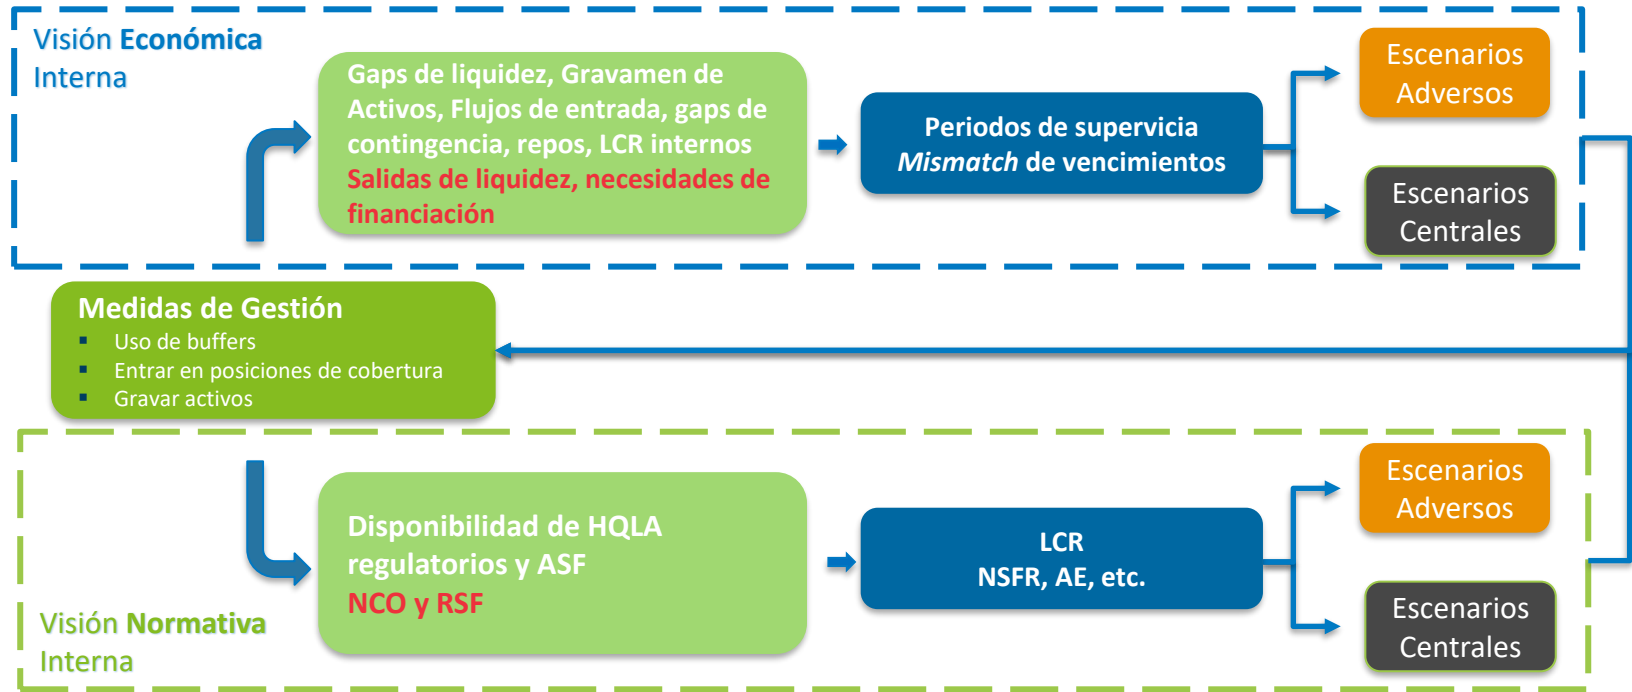 Visión Económica
Interna
Gaps de liquidez, Gravamen de
Activos, Flujos de entrada, gaps de
contingencia, repos, LCR internos
Salidas de liquidez, necesidades de
financiación
Periodos de supervicia
Mismatch de vencimientos
Escenarios
Adversos
Escenarios
Centrales
Medidas de Gestión
▪ Uso de buffers
▪ Entrar en posiciones de cobertura
▪ Gravar activos
Disponibilidad de HQLA
regulatorios y ASF
NCO y RSF
LCR
NSFR, AE, etc.
Escenarios
Adversos
Escenarios
Centrales
Visión Normativa
Interna